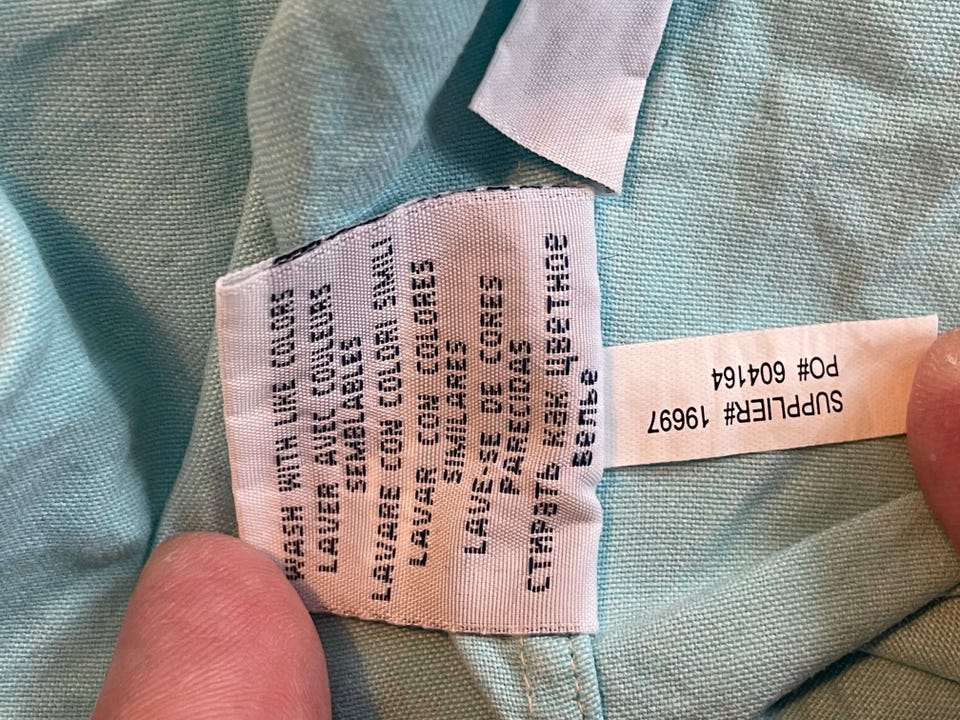 WASH WITH LIKE COLORS
LAVER AVEC COULEURS
SEMBLABLES
LAVARE CON COLORI SIMILI
LAVAR CON COLORES
SIMILARES
LAVE-SE DE CORES
PARECIDAS
СТИРАТЬ КАК ЦВЕТНОЕ
БЕЛЬЕ
SUPPLIER# 19697
PO# 604164